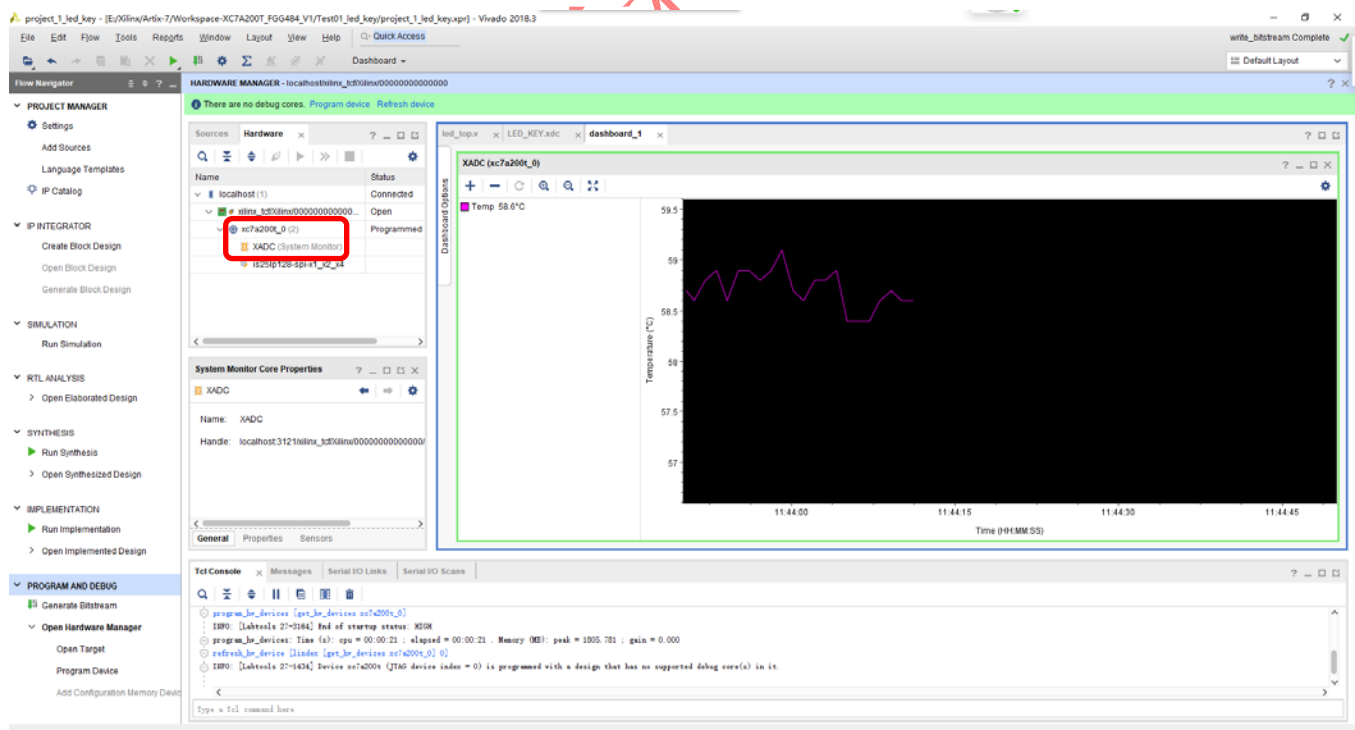 project_1_led_key - [E:/Xilinx/Artix-7/Workspace-XC7A200T_FGG484_V1/Test01_led_key/project_1_led_key.xpr] - Vivado 2018.3
File Edit Flow Tools Reports Window Layout View Help Quick Access
write_bitstream Complete
Dashboard
Default Layout
Flow Navigator
HARDWARE MANAGER - localhost/xilinx_tcf/Xilinx/00000000000000
There are no debug cores. Program device Refresh device
PROJECT MANAGER
Settings
Add Sources
Language Templates
IP Catalog
IP INTEGRATOR
Create Block Design
Open Block Design
Generate Block Design
SIMULATION
Run Simulation
RTL ANALYSIS
Open Elaborated Design
SYNTHESIS
Run Synthesis
Open Synthesized Design
IMPLEMENTATION
Run Implementation
Open Implemented Design
PROGRAM AND DEBUG
Generate Bitstream
Open Hardware Manager
Open Target
Program Device
Add Configuration Memory Devic
Sources Hardware
Name Status
localhost (1) Connected
xilinx_tcf/Xilinx/000000000000... Open
xc7a200t_0 (2) Programmed
XADC (System Monitor)
is25lp128-spi-x1_x2_x4
System Monitor Core Properties
XADC
Name: XADC
Handle: localhost:3121/xilinx_tcf/Xilinx/00000000000000/
General Properties Sensors
led_top.v LED_KEY.xdc dashboard_1
Dashboard Options
XADC (xc7a200t_0)
Temp 58.6°C
59.5
59
58.5
58
57.5
57
Temperature (°C)
11:44:00 11:44:15 11:44:30 11:44:45
Time (HH:MM:SS)
Tcl Console Messages Serial I/O Links Serial I/O Scans
program_hw_devices [get_hw_devices xc7a200t_0]
INFO: [Labtools 27-3164] End of startup status: HIGH
program_hw_devices: Time (s): cpu = 00:00:21 ; elapsed = 00:00:21 . Memory (MB): peak = 1805.781 ; gain = 0.000
refresh_hw_device [lindex [get_hw_devices xc7a200t_0] 0]
INFO: [Labtools 27-1434] Device xc7a200t (JTAG device index = 0) is programmed with a design that has no supported debug core(s) in it.
Type a Tcl command here